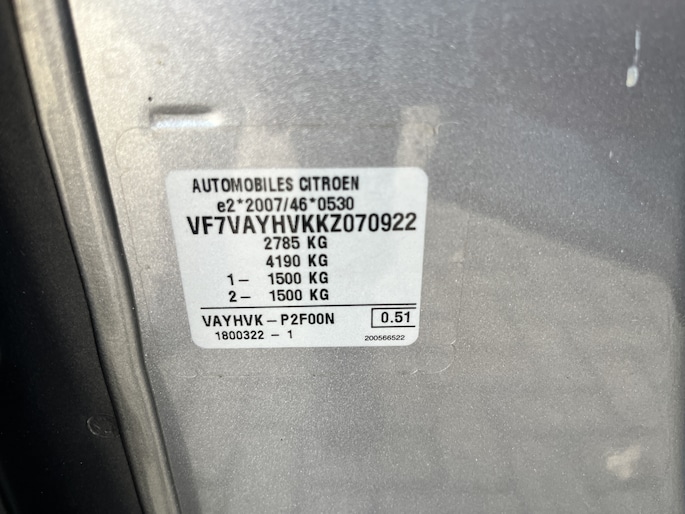 AUTOMOBILES CITROEN
e2*2007/46*0530
VF7VAYHVKKZ070922
2785 KG
4190 KG
1- 1500 KG
2- 1500 KG
VAYHVK-P2F00N 0.51
1800322 - 1 200566522